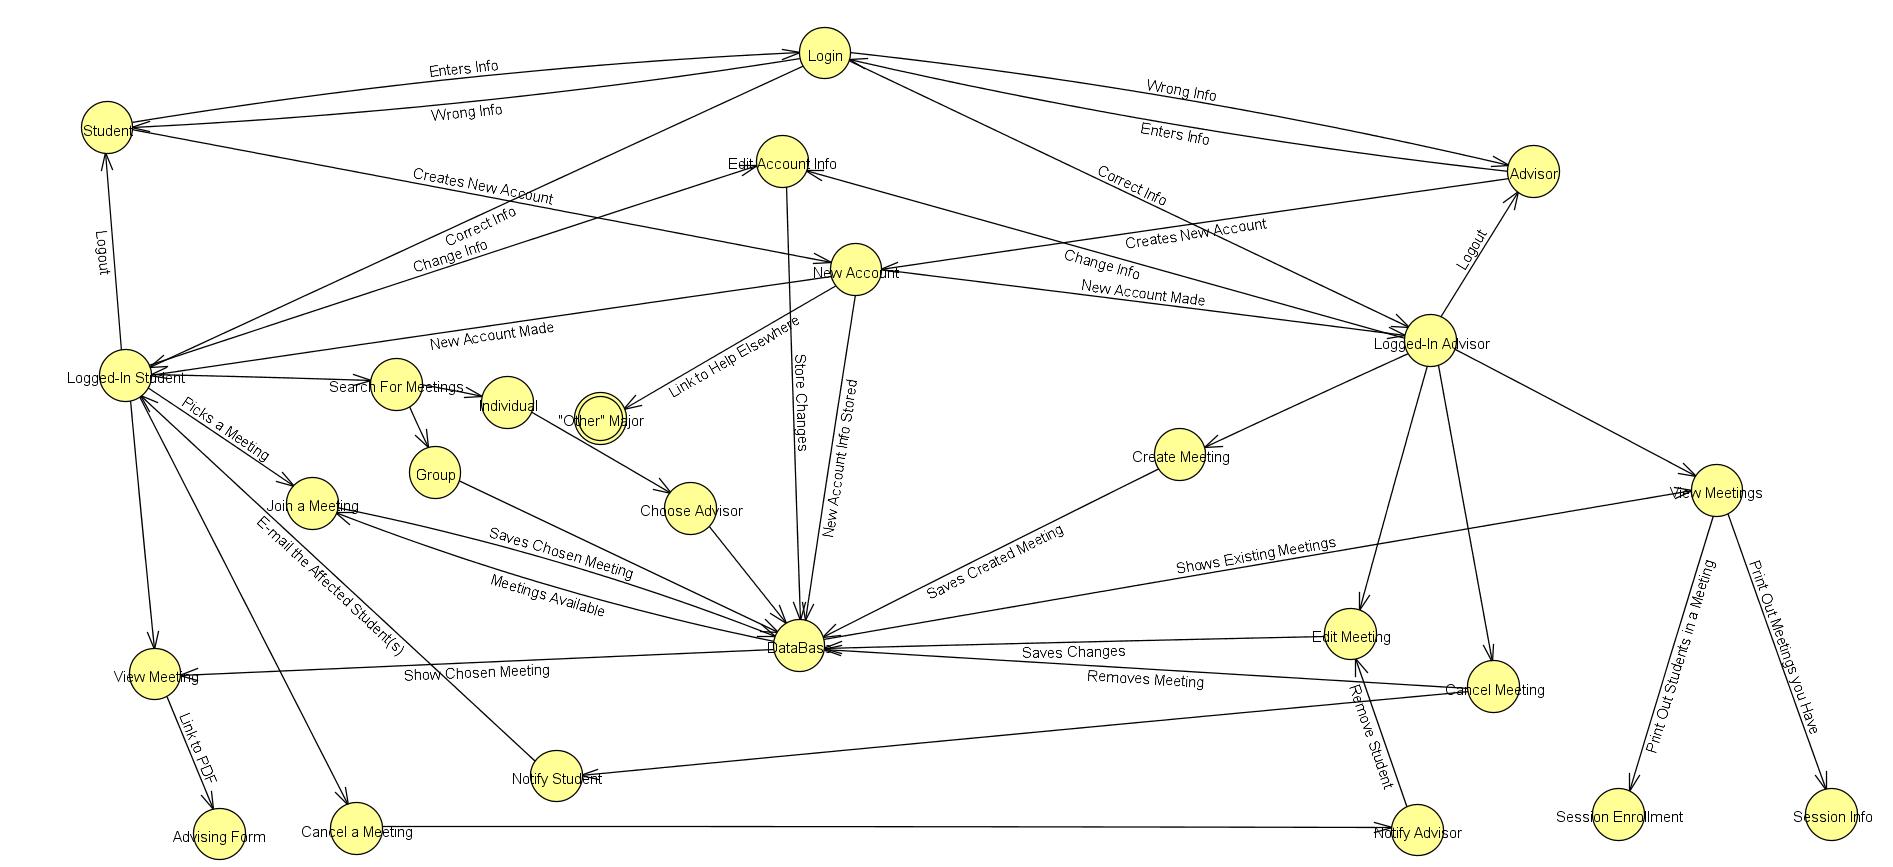 Login
Enters Info
Wrong Info
Wrong Info
Enters Info
Student
Edit Account Info
Advisor
Creates New Account
Correct Info
Correct Info
Change Info
Creates New Account
Logout
Logout
New Account
Change Info
New Account Made
New Account Made
Logged-In Student
Logged-In Advisor
Search For Meetings
Individual
"Other" Major
Link to Help Elsewhere
Store Changes
New Account Info Stored
Picks a Meeting
Group
Create Meeting
Join a Meeting
Choose Advisor
View Meetings
E-mail the Affected Student(s)
Saves Chosen Meeting
Meetings Available
Saves Created Meeting
Shows Existing Meetings
DataBase
Edit Meeting
Saves Changes
Removes Meeting
Cancel Meeting
View Meeting
Show Chosen Meeting
Remove Student
Print Out Students in a Meeting
Print Out Meetings you Have
Link to PDF
Notify Student
Advising Form
Cancel a Meeting
Notify Advisor
Session Enrollment
Session Info